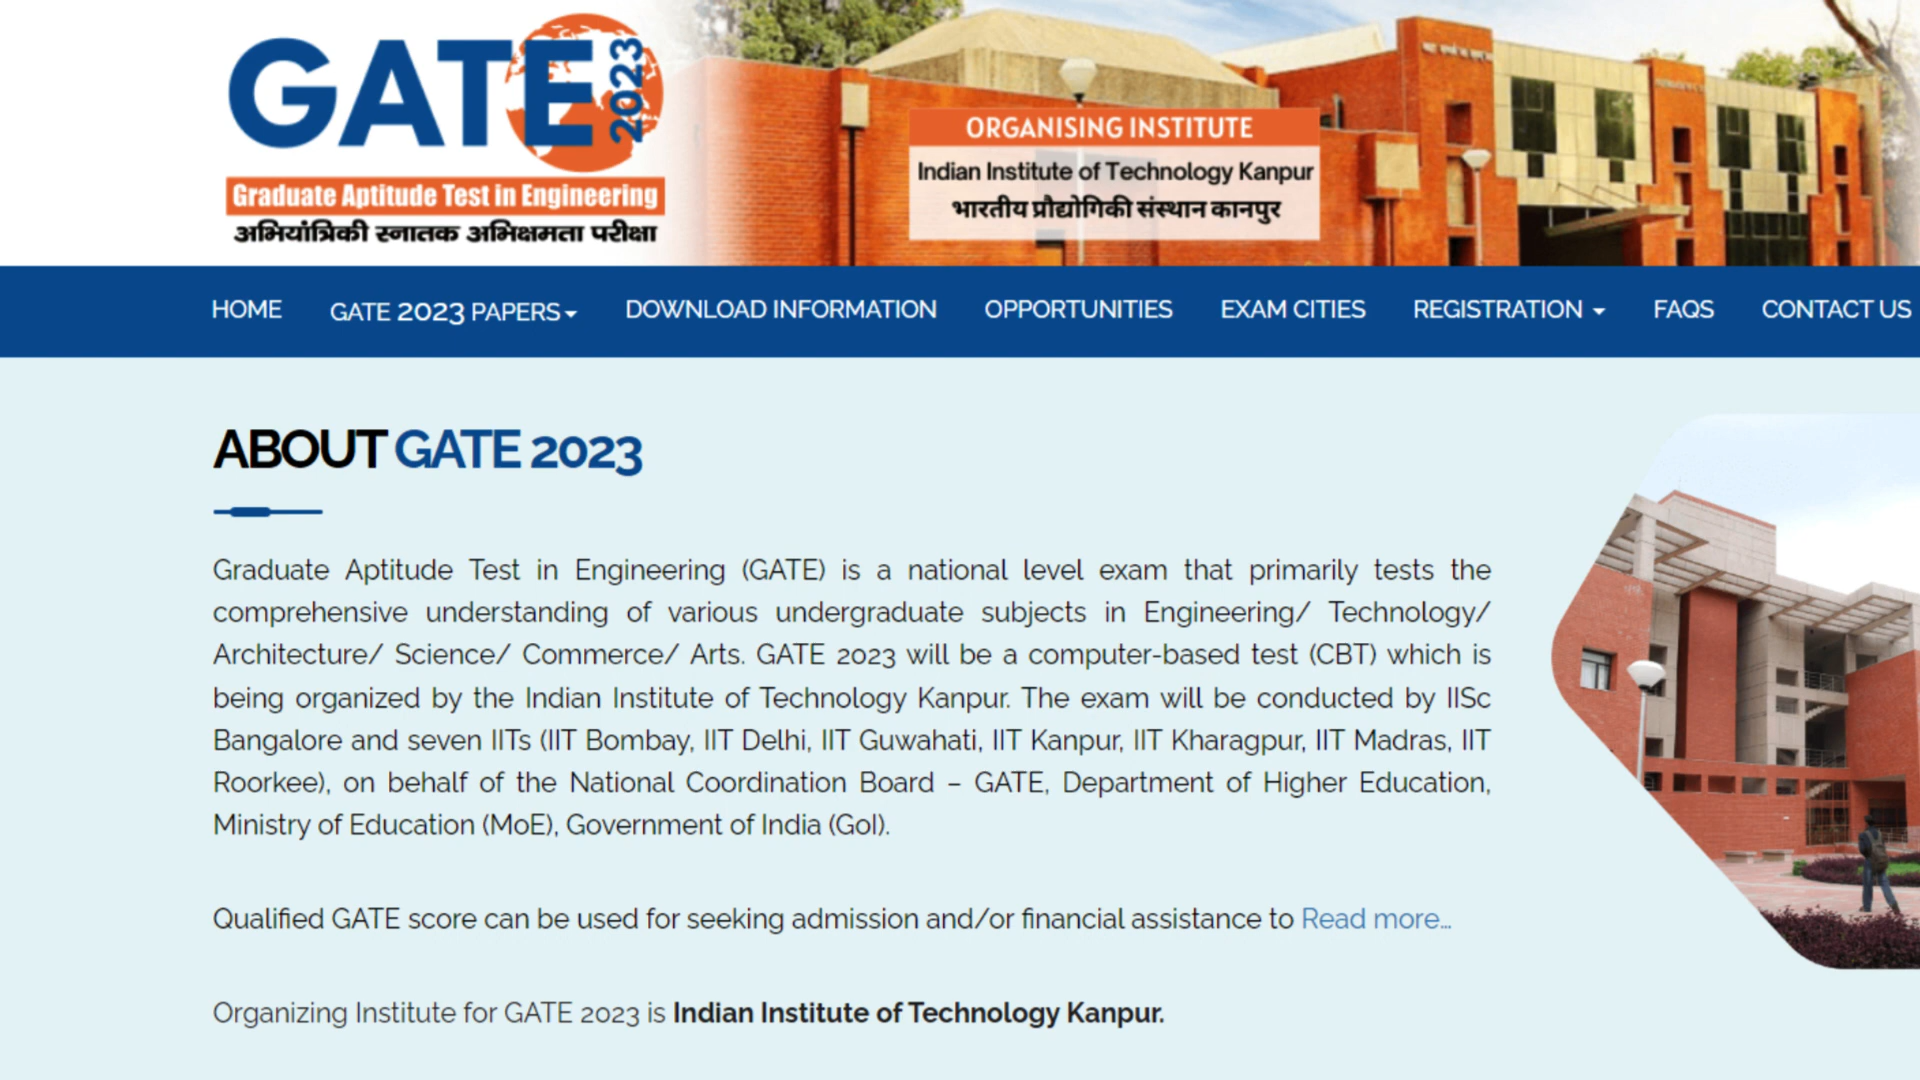 GATE 2023
Graduate Aptitude Test in Engineering
अभियांत्रिकी स्नातक अभिक्षमता परीक्षा
ORGANISING INSTITUTE
Indian Institute of Technology Kanpur
भारतीय प्रौद्योगिकी संस्थान कानपुर
HOME GATE 2023 PAPERS DOWNLOAD INFORMATION OPPORTUNITIES EXAM CITIES REGISTRATION FAQS CONTACT US
ABOUT GATE 2023
Graduate Aptitude Test in Engineering (GATE) is a national level exam that primarily tests the
comprehensive understanding of various undergraduate subjects in Engineering/ Technology/
Architecture/ Science/ Commerce/ Arts. GATE 2023 will be a computer-based test (CBT) which is
being organized by the Indian Institute of Technology Kanpur. The exam will be conducted by IISc
Bangalore and seven IITs (IIT Bombay, IIT Delhi, IIT Guwahati, IIT Kanpur, IIT Kharagpur, IIT Madras, IIT
Roorkee), on behalf of the National Coordination Board – GATE, Department of Higher Education,
Ministry of Education (MoE), Government of India (GoI).
Qualified GATE score can be used for seeking admission and/or financial assistance to Read more...
Organizing Institute for GATE 2023 is Indian Institute of Technology Kanpur.